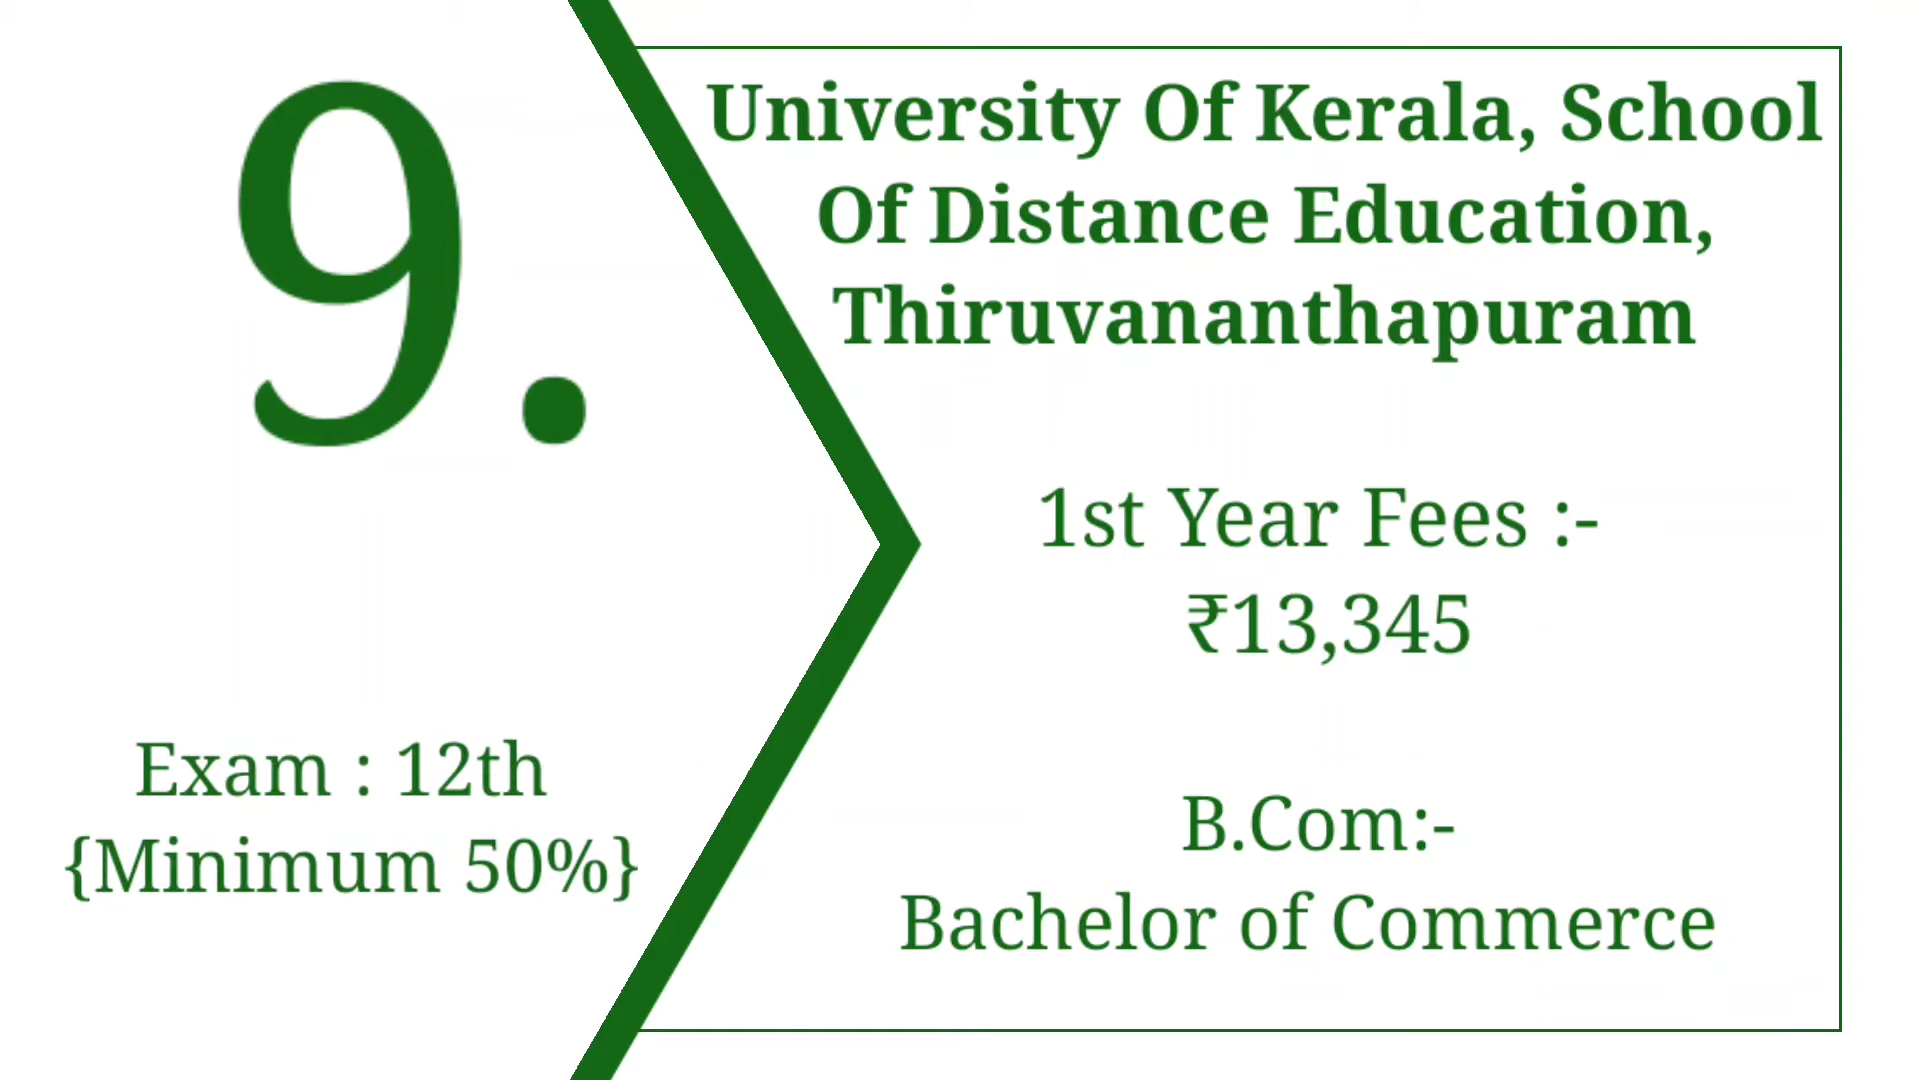 9.
Exam : 12th
{Minimum 50%}
University Of Kerala, School
Of Distance Education,
Thiruvananthapuram
1st Year Fees :-
₹13,345
B.Com:-
Bachelor of Commerce